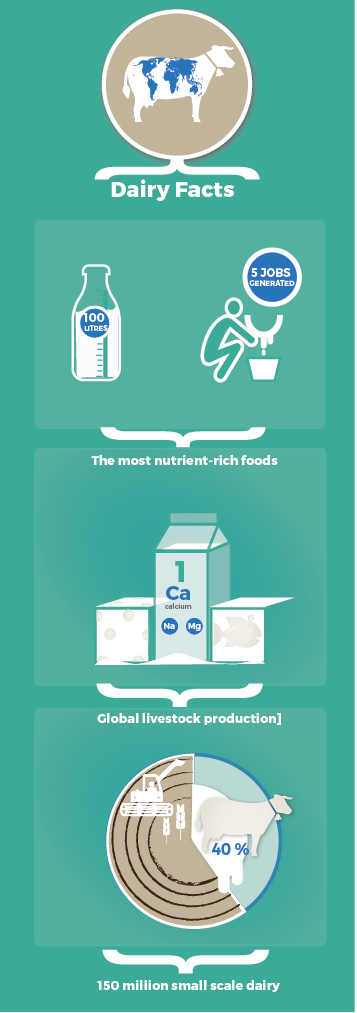 Dairy Facts
100
LITRES
5 JOBS
GENERATED
The most nutrient-rich foods
1
Ca
calcium
Na Mg
Global livestock production]
40 %
150 million small scale dairy